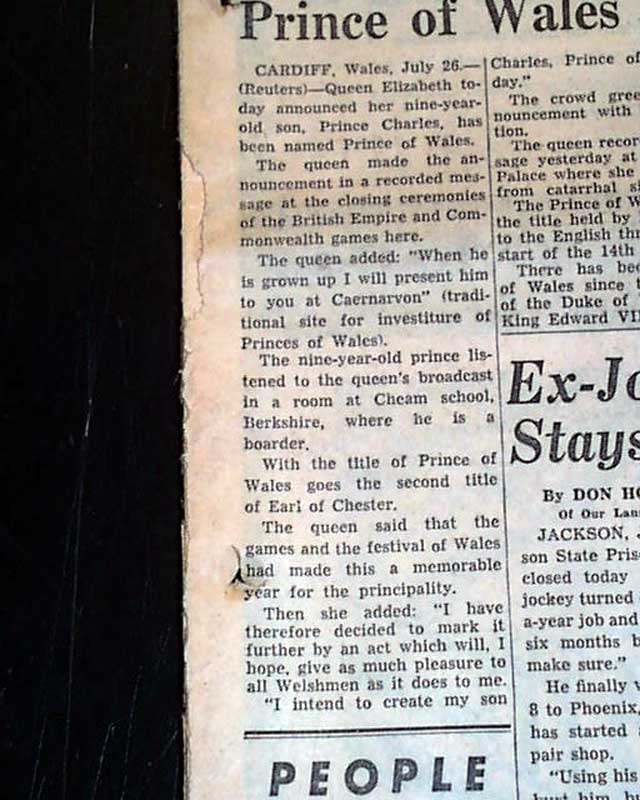 Prince of Wales
CARDIFF, Wales, July 26.—
(Reuters)—Queen Elizabeth to-
day announced her nine-year-
old son, Prince Charles, has
been named Prince of Wales.
The queen made the an-
nouncement in a recorded mes-
sage at the closing ceremonies
of the British Empire and Com-
monwealth games here.
The queen added: "When he
is grown up I will present him
to you at Caernarvon" (tradi-
tional site for investiture of
Princes of Wales).
The nine-year-old prince lis-
tened to the queen's broadcast
in a room at Cheam school,
Berkshire, where he is a
boarder.
With the title of Prince of
Wales goes the second title
of Earl of Chester.
The queen said that the
games and the festival of Wales
had made this a memorable
year for the principality.
Then she added: "I have
therefore decided to mark it
further by an act which will, I
hope, give as much pleasure to
all Welshmen as it does to me.
"I intend to create my son
Charles, Prince of
day."
The crowd gree
nouncement with
tion.
The queen recor
sage yesterday at
Palace where she
from catarrhal s
The Prince of W
the title held by
to the English thr
start of the 14th
There has bee
of Wales since t
of the Duke of
King Edward VII
PEOPLE
Ex-Jo
Stays
By DON HO
Of Our Lan
JACKSON, J
son State Pris
closed today
jockey turned
a-year job and
six months b
make sure."
He finally v
8 to Phoenix,
has started
pair shop.
"Using his